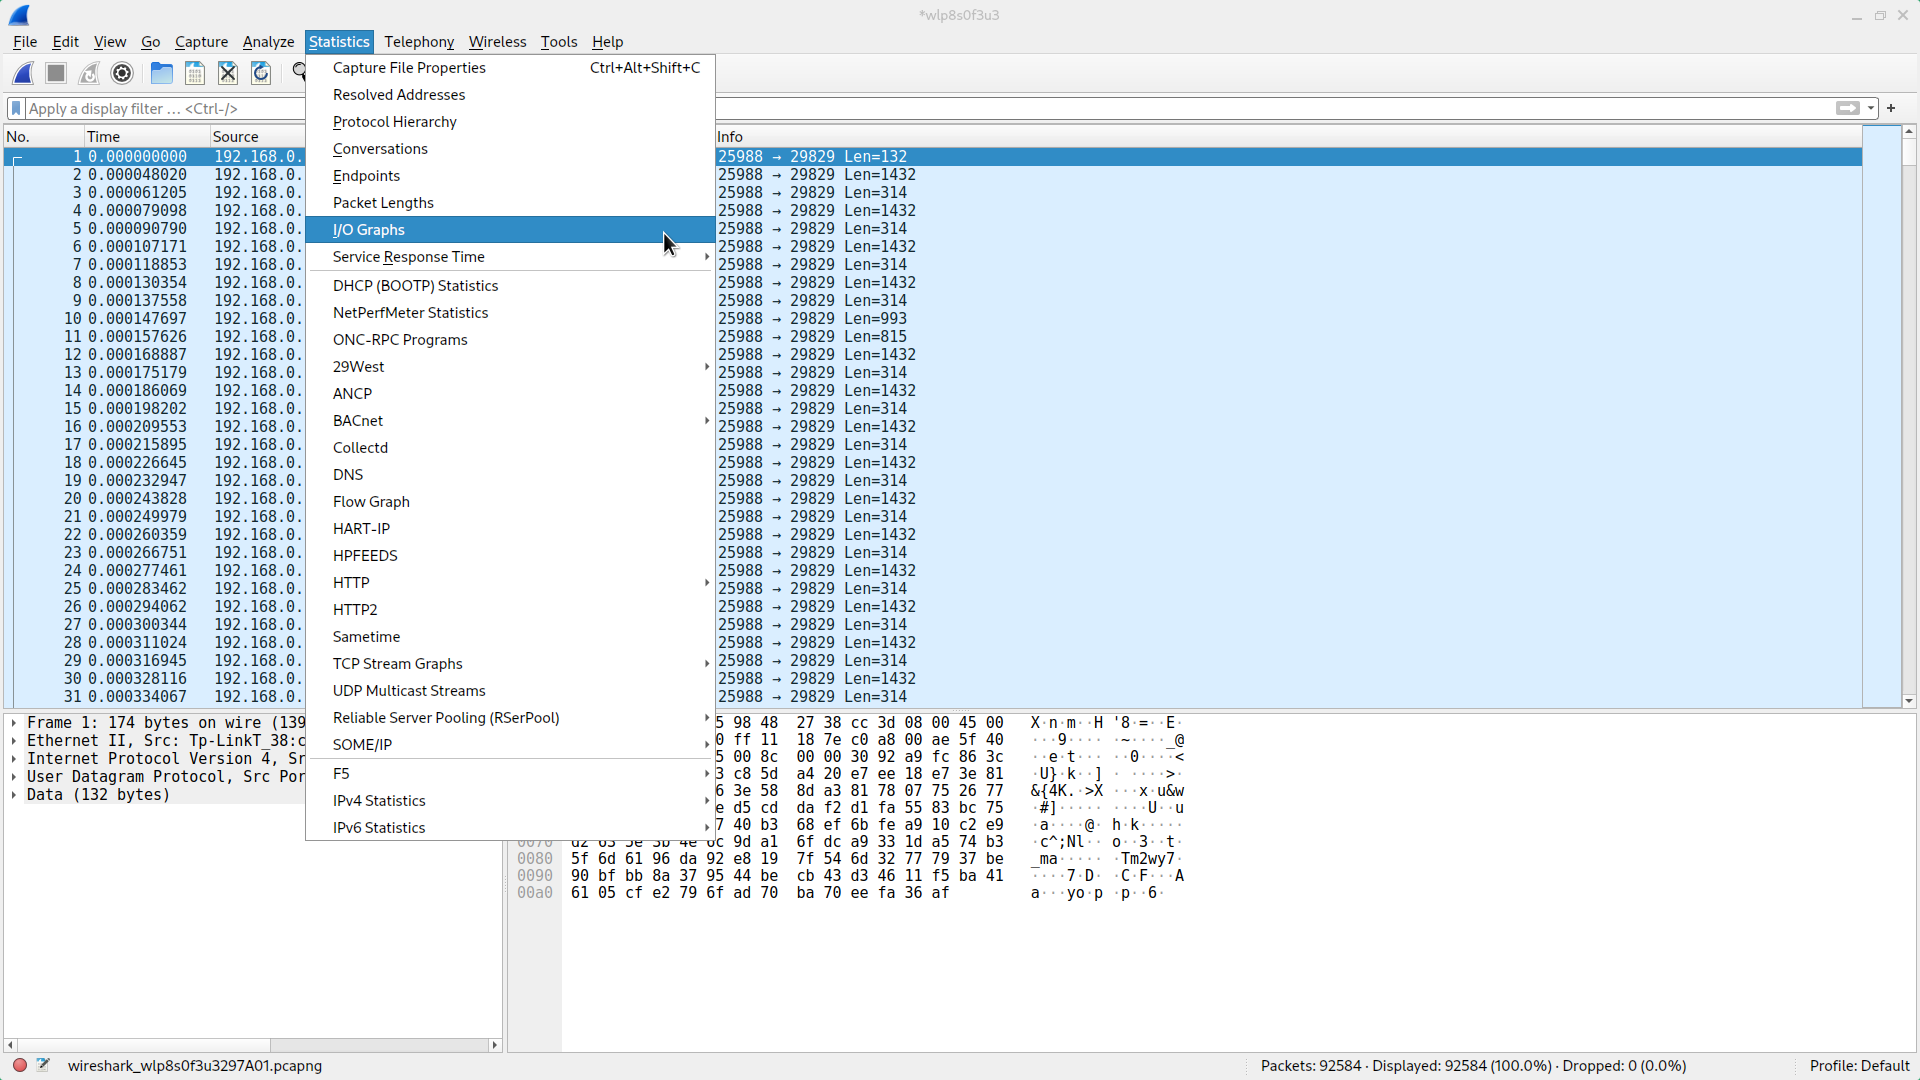 *wlp8s0f3u3
File Edit View Go Capture Analyze Statistics Telephony Wireless Tools Help
Apply a display filter … <Ctrl-/>
Capture File Properties Ctrl+Alt+Shift+C
Resolved Addresses
Protocol Hierarchy
Conversations
Endpoints
Packet Lengths
I/O Graphs
Service Response Time
DHCP (BOOTP) Statistics
NetPerfMeter Statistics
ONC-RPC Programs
29West
ANCP
BACnet
Collectd
DNS
Flow Graph
HART-IP
HPFEEDS
HTTP
HTTP2
Sametime
TCP Stream Graphs
UDP Multicast Streams
Reliable Server Pooling (RSerPool)
SOME/IP
F5
IPv4 Statistics
IPv6 Statistics
No. Time Source Info
1 0.000000000 192.168.0. 25988 → 29829 Len=132
2 0.000048020 192.168.0. 25988 → 29829 Len=1432
3 0.000061205 192.168.0. 25988 → 29829 Len=314
4 0.000079098 192.168.0. 25988 → 29829 Len=1432
5 0.000090790 192.168.0. 25988 → 29829 Len=314
6 0.000107171 192.168.0. 25988 → 29829 Len=1432
7 0.000118853 192.168.0. 25988 → 29829 Len=314
8 0.000130354 192.168.0. 25988 → 29829 Len=1432
9 0.000137558 192.168.0. 25988 → 29829 Len=314
10 0.000147697 192.168.0. 25988 → 29829 Len=993
11 0.000157626 192.168.0. 25988 → 29829 Len=815
12 0.000168887 192.168.0. 25988 → 29829 Len=1432
13 0.000175179 192.168.0. 25988 → 29829 Len=314
14 0.000186069 192.168.0. 25988 → 29829 Len=1432
15 0.000198202 192.168.0. 25988 → 29829 Len=314
16 0.000209553 192.168.0. 25988 → 29829 Len=1432
17 0.000215895 192.168.0. 25988 → 29829 Len=314
18 0.000226645 192.168.0. 25988 → 29829 Len=1432
19 0.000232947 192.168.0. 25988 → 29829 Len=314
20 0.000243828 192.168.0. 25988 → 29829 Len=1432
21 0.000249979 192.168.0. 25988 → 29829 Len=314
22 0.000260359 192.168.0. 25988 → 29829 Len=1432
23 0.000266751 192.168.0. 25988 → 29829 Len=314
24 0.000277461 192.168.0. 25988 → 29829 Len=1432
25 0.000283462 192.168.0. 25988 → 29829 Len=314
26 0.000294062 192.168.0. 25988 → 29829 Len=1432
27 0.000300344 192.168.0. 25988 → 29829 Len=314
28 0.000311024 192.168.0. 25988 → 29829 Len=1432
29 0.000316945 192.168.0. 25988 → 29829 Len=314
30 0.000328116 192.168.0. 25988 → 29829 Len=1432
31 0.000334067 192.168.0. 25988 → 29829 Len=314
Frame 1: 174 bytes on wire (139
Ethernet II, Src: Tp-LinkT_38:c
Internet Protocol Version 4, Sr
User Datagram Protocol, Src Por
Data (132 bytes)
5 98 48 27 38 cc 3d 08 00 45 00 X·n·m··H '8·=··E·
0 ff 11 18 7e c0 a8 00 ae 5f 40 ···9···· ·~····_@
5 00 8c 00 00 30 92 a9 fc 86 3c ··e·t··· ··0····<
3 c8 5d a4 20 e7 ee 18 e7 3e 81 ·U}·k··] · ····>·
6 3e 58 8d a3 81 78 07 75 26 77 &{4K.·>X ···x·u&w
e d5 cd da f2 d1 fa 55 83 bc 75 ·#]····· ····U··u
7 40 b3 68 ef 6b fe a9 10 c2 e9 ·a····@· h·k·····
6f dc a9 33 1d a5 74 b3 ·c^;Nl·· o··3··t·
0080 5f 6d 61 96 da 92 e8 19 7f 54 6d 32 77 79 37 be _ma····· ·Tm2wy7·
0090 90 bf bb 8a 37 95 44 be cb 43 d3 46 11 f5 ba 41 ····7·D· ·C·F···A
00a0 61 05 cf e2 79 6f ad 70 ba 70 ee fa 36 af a···yo·p ·p··6·
wireshark_wlp8s0f3u3297A01.pcapng
Packets: 92584 · Displayed: 92584 (100.0%) · Dropped: 0 (0.0%)
Profile: Default